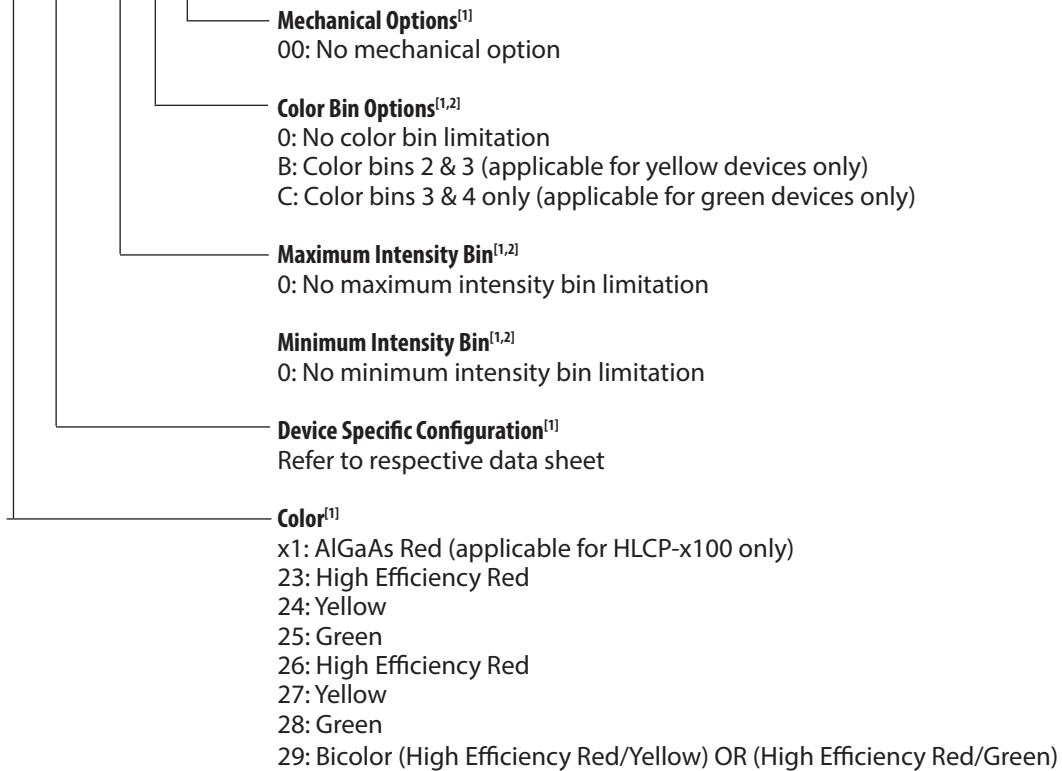 Mechanical Options[1]
00: No mechanical option
Color Bin Options[1,2]
0: No color bin limitation
B: Color bins 2 & 3 (applicable for yellow devices only)
C: Color bins 3 & 4 only (applicable for green devices only)
Maximum Intensity Bin[1,2]
0: No maximum intensity bin limitation
Minimum Intensity Bin[1,2]
0: No minimum intensity bin limitation
Device Specific Configuration[1]
Refer to respective data sheet
Color[1]
x1: AlGaAs Red (applicable for HLCP-x100 only)
23: High Efficiency Red
24: Yellow
25: Green
26: High Efficiency Red
27: Yellow
28: Green
29: Bicolor (High Efficiency Red/Yellow) OR (High Efficiency Red/Green)